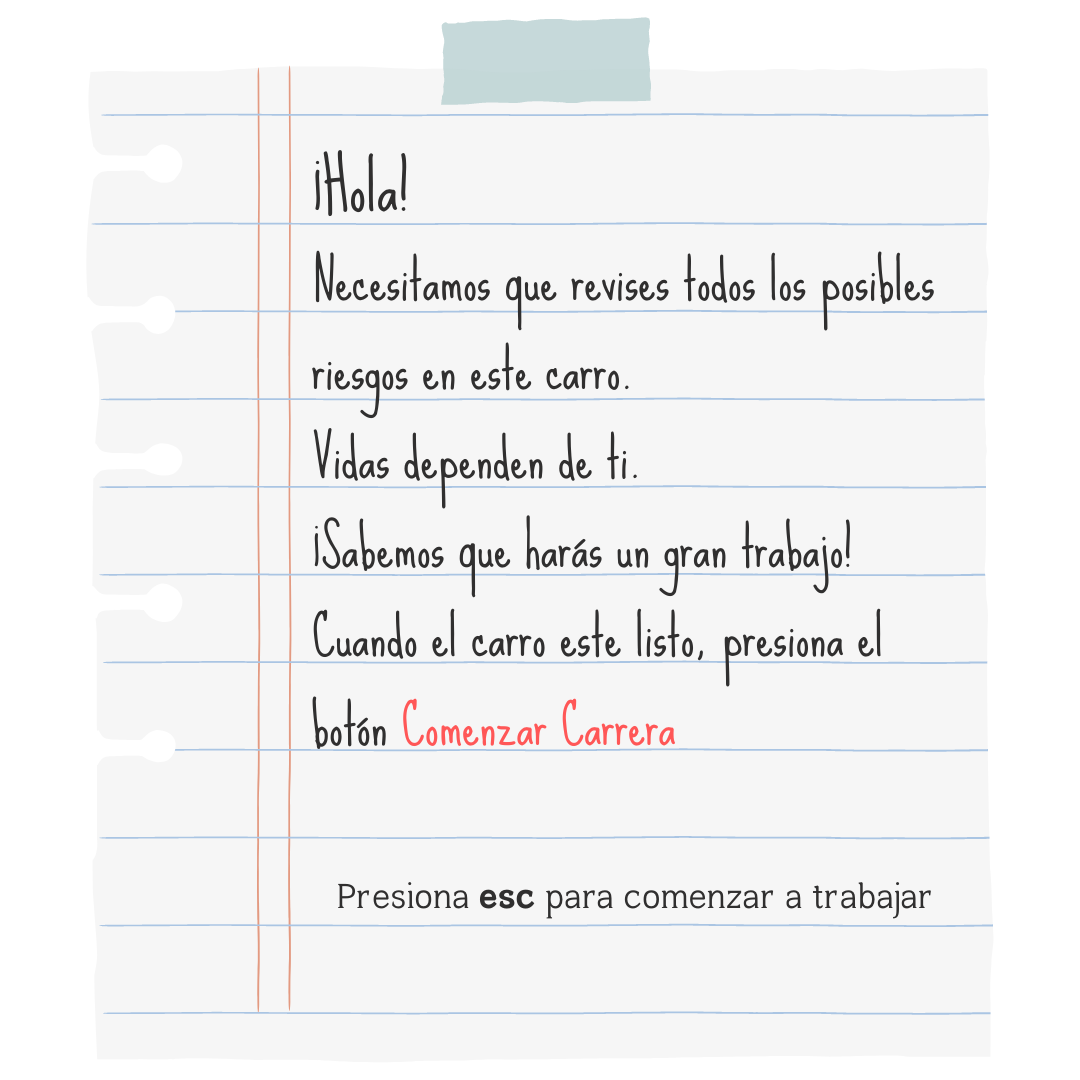 ¡Hola!
Necesitamos que revises todos los posibles
riesgos en este carro.
Vidas dependen de ti.
¡Sabemos que harás un gran trabajo!
Cuando el carro este listo, presiona el
botón Comenzar Carrera
Presiona esc para comenzar a trabajar